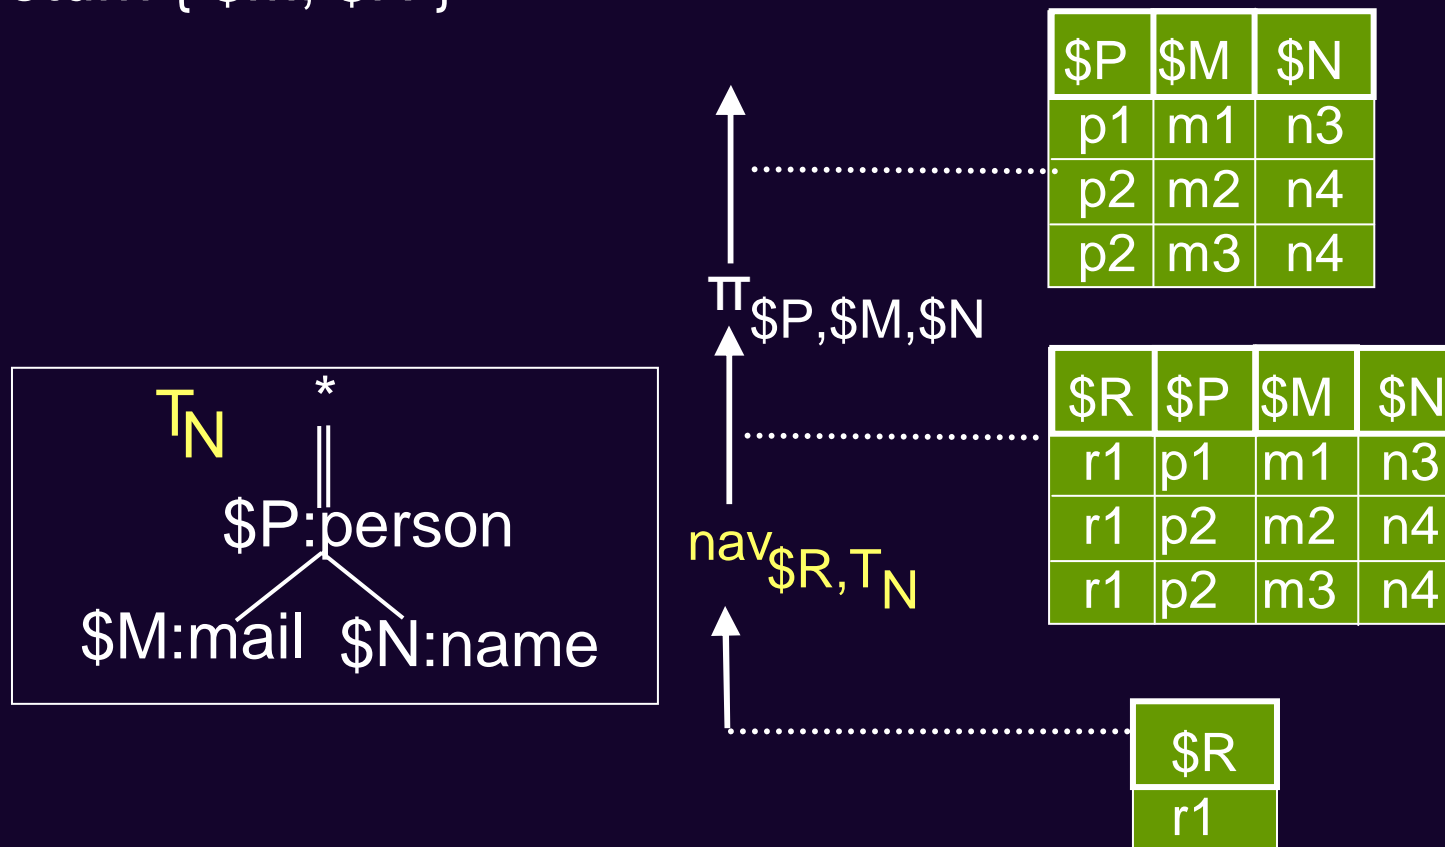 $P $M $N
p1 m1 n3
p2 m2 n4
p2 m3 n4
π$P,$M,$N
$R $P $M $N
r1 p1 m1 n3
r1 p2 m2 n4
r1 p2 m3 n4
TN
*
$P:person
$M:mail $N:name
nav$R,TN
$R
r1